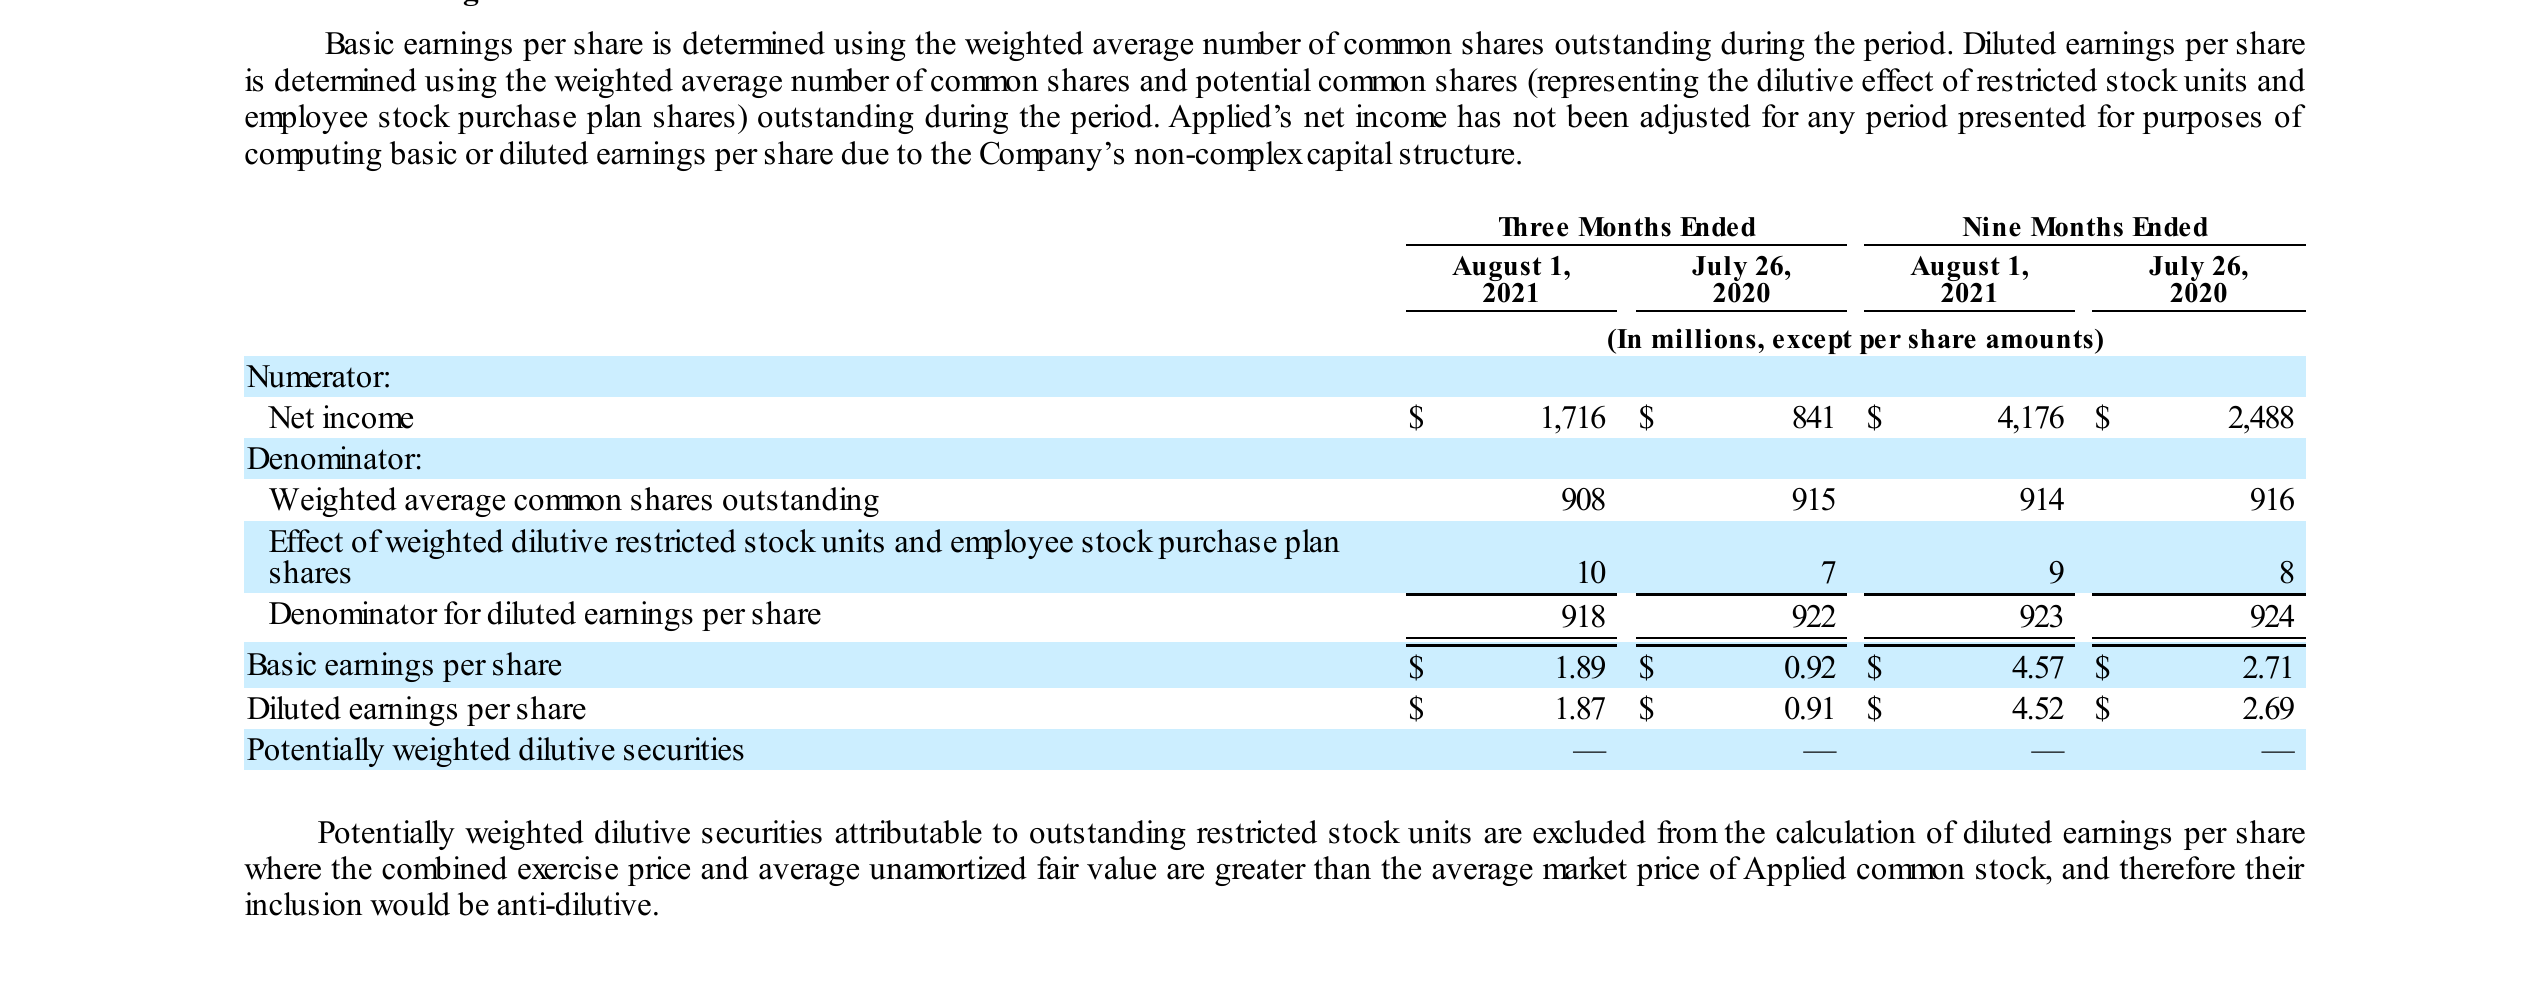 Basic earnings per share is determined using the weighted average number of common shares outstanding during the period. Diluted earnings per share
is determined using the weighted average number of common shares and potential common shares (representing the dilutive effect of restricted stock units and
employee stock purchase plan shares) outstanding during the period. Applied’s net income has not been adjusted for any period presented for purposes of
computing basic or diluted earnings per share due to the Company’s non-complex capital structure.
Three Months Ended Nine Months Ended
August 1, July 26, August 1, July 26,
2021 2020 2021 2020
(In millions, except per share amounts)
Numerator:
Net income $ 1,716 $ 841 $ 4,176 $ 2,488
Denominator:
Weighted average common shares outstanding 908 915 914 916
Effect of weighted dilutive restricted stock units and employee stock purchase plan
shares 10 7 9 8
Denominator for diluted earnings per share 918 922 923 924
Basic earnings per share $ 1.89 $ 0.92 $ 4.57 $ 2.71
Diluted earnings per share $ 1.87 $ 0.91 $ 4.52 $ 2.69
Potentially weighted dilutive securities — — — —
Potentially weighted dilutive securities attributable to outstanding restricted stock units are excluded from the calculation of diluted earnings per share
where the combined exercise price and average unamortized fair value are greater than the average market price of Applied common stock, and therefore their
inclusion would be anti-dilutive.